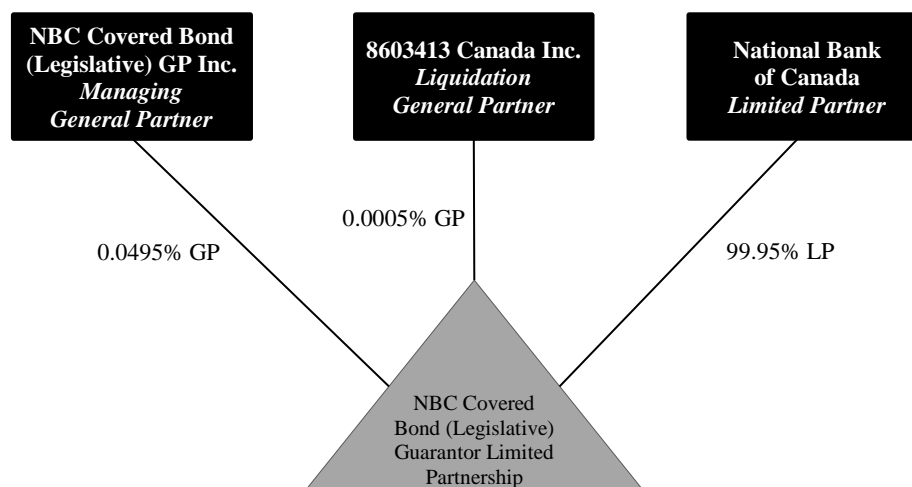 NBC Covered Bond
(Legislative) GP Inc.
Managing
General Partner
8603413 Canada Inc.
Liquidation
General Partner
National Bank
of Canada
Limited Partner
0.0495% GP
0.0005% GP
99.95% LP
NBC Covered
Bond (Legislative)
Guarantor Limited
Partnership